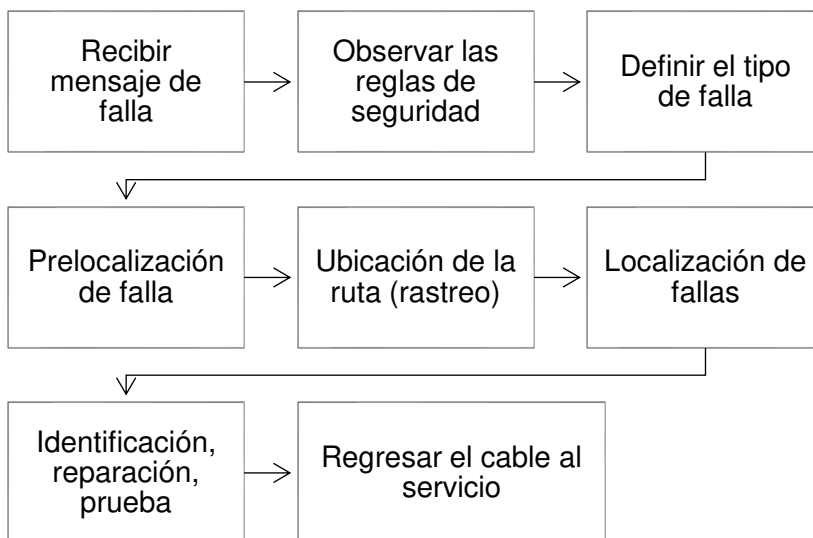 Recibir
mensaje de
falla
Observar las
reglas de
seguridad
Definir el tipo
de falla
Prelocalización
de falla
Ubicación de la
ruta (rastreo)
Localización de
fallas
Identificación,
reparación,
prueba
Regresar el cable al
servicio